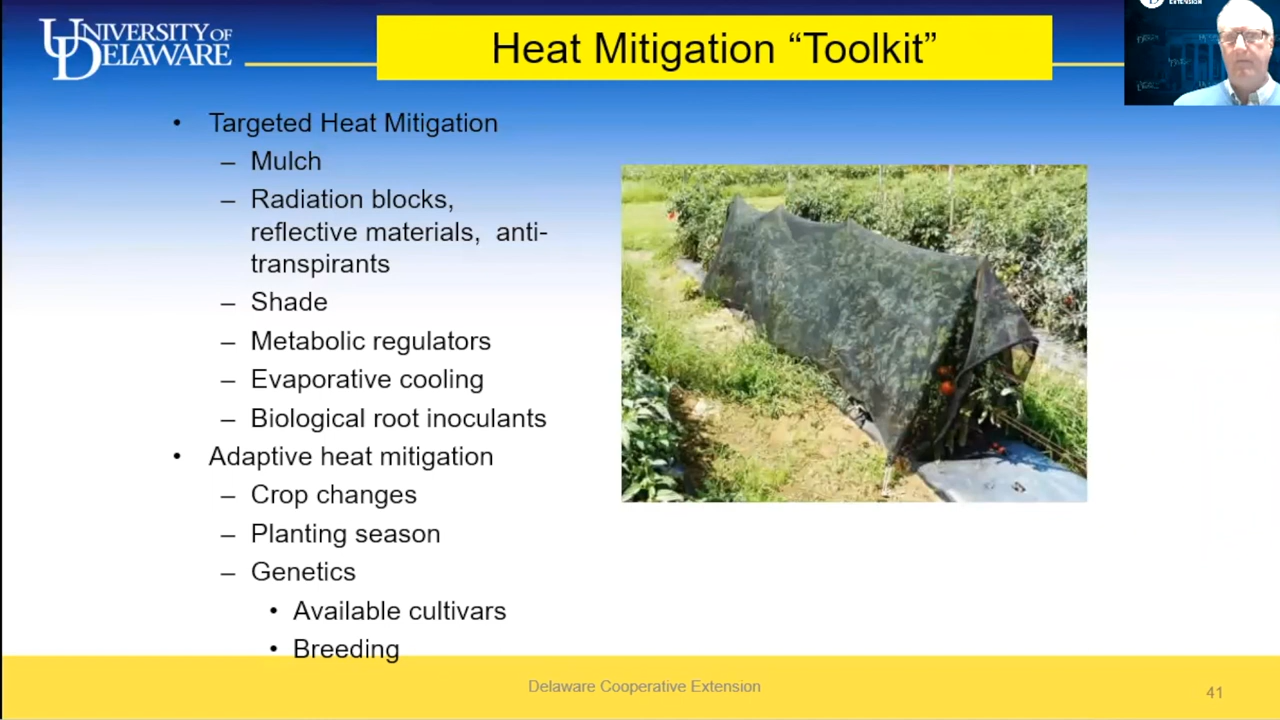 UNIVERSITY OF
DELAWARE
Heat Mitigation “Toolkit”
EXTENSION
• Targeted Heat Mitigation
– Mulch
– Radiation blocks,
reflective materials, anti-
transpirants
– Shade
– Metabolic regulators
– Evaporative cooling
– Biological root inoculants
• Adaptive heat mitigation
– Crop changes
– Planting season
– Genetics
• Available cultivars
• Breeding
Delaware Cooperative Extension
41